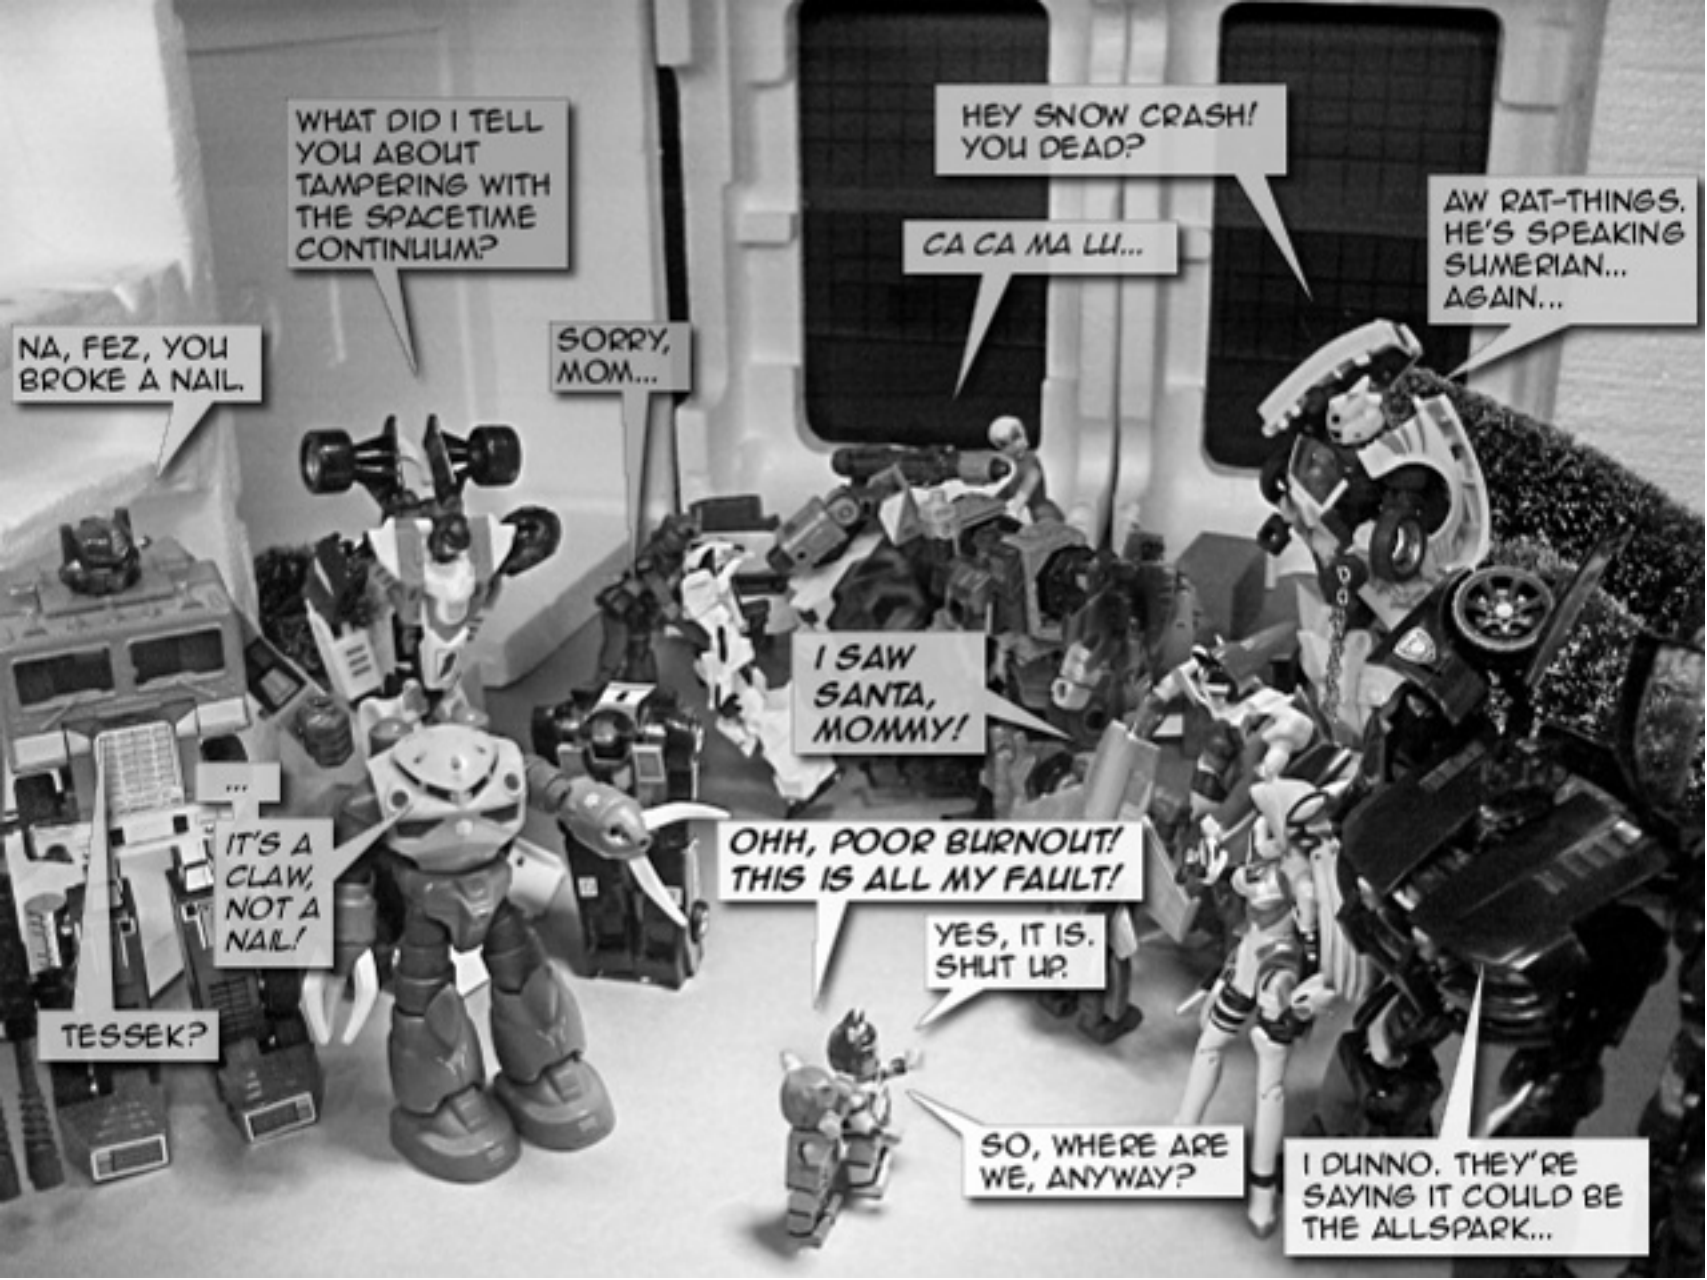 WHAT DID I TELL
YOU ABOUT
TAMPERING WITH
THE SPACETIME
CONTINUUM?
HEY SNOW CRASH!
YOU DEAD?
AW RAT-THINGS.
HE'S SPEAKING
SUMERIAN...
AGAIN...
CA CA MA LU...
NA, FEZ, YOU
BROKE A NAIL.
SORRY,
MOM...
I SAW
SANTA,
MOMMY!
...
IT'S A
CLAW,
NOT A
NAIL!
OHH, POOR BURNOUT!
THIS IS ALL MY FAULT!
YES, IT IS.
SHUT UP.
TESSEK?
SO, WHERE ARE
WE, ANYWAY?
I DUNNO. THEY'RE
SAYING IT COULD BE
THE ALLSPARK...